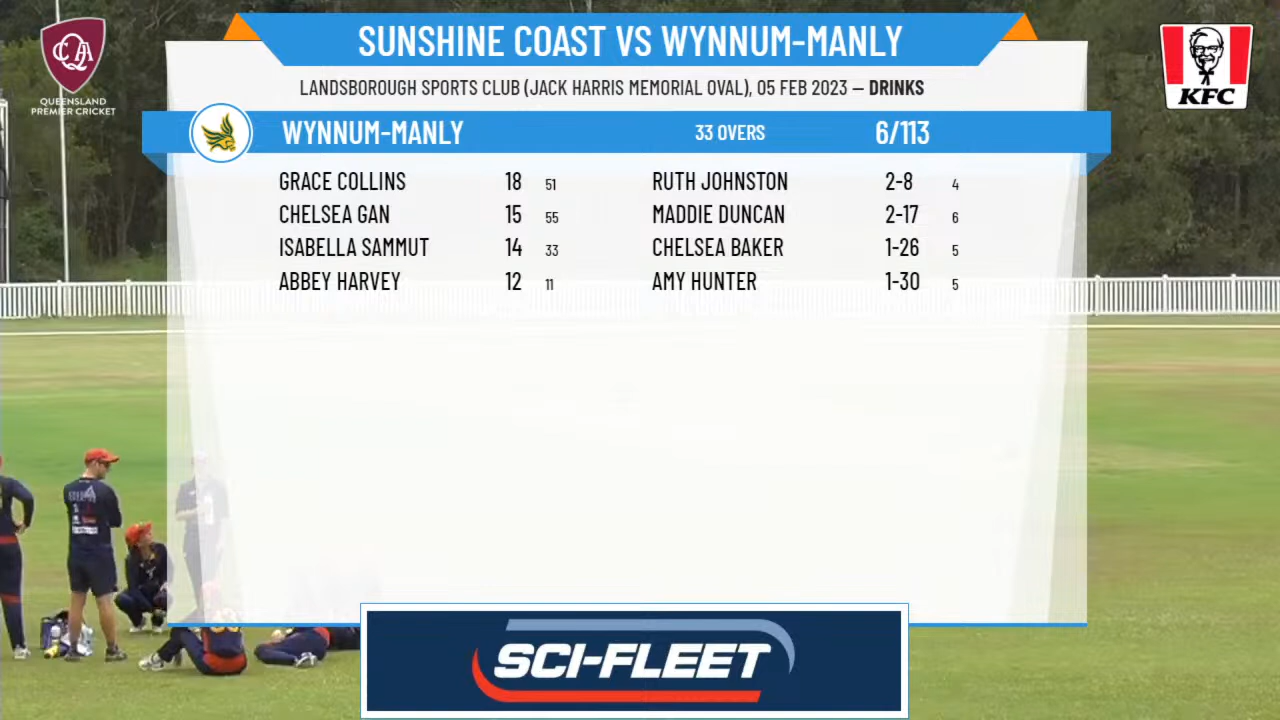 SUNSHINE COAST VS WYNNUM-MANLY
QUEENSLAND
PREMIER CRICKET
KFC
LANDSBOROUGH SPORTS CLUB (JACK HARRIS MEMORIAL OVAL), 05 FEB 2023 – DRINKS
WYNNUM-MANLY 33 OVERS 6/113
GRACE COLLINS 18 51 RUTH JOHNSTON 2-8 4
CHELSEA GAN 15 55 MADDIE DUNCAN 2-17 6
ISABELLA SAMMUT 14 33 CHELSEA BAKER 1-26 5
ABBEY HARVEY 12 11 AMY HUNTER 1-30 5
SCI-FLEET